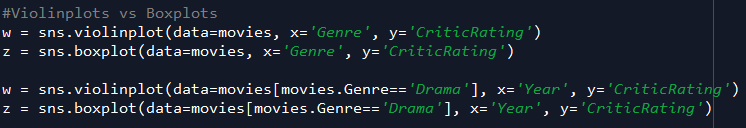 #Violinplots vs Boxplots
w = sns.violinplot(data=movies, x='Genre', y='CriticRating')
z = sns.boxplot(data=movies, x='Genre', y='CriticRating')
w = sns.violinplot(data=movies[movies.Genre=='Drama'], x='Year', y='CriticRating')
z = sns.boxplot(data=movies[movies.Genre=='Drama'], x='Year', y='CriticRating')